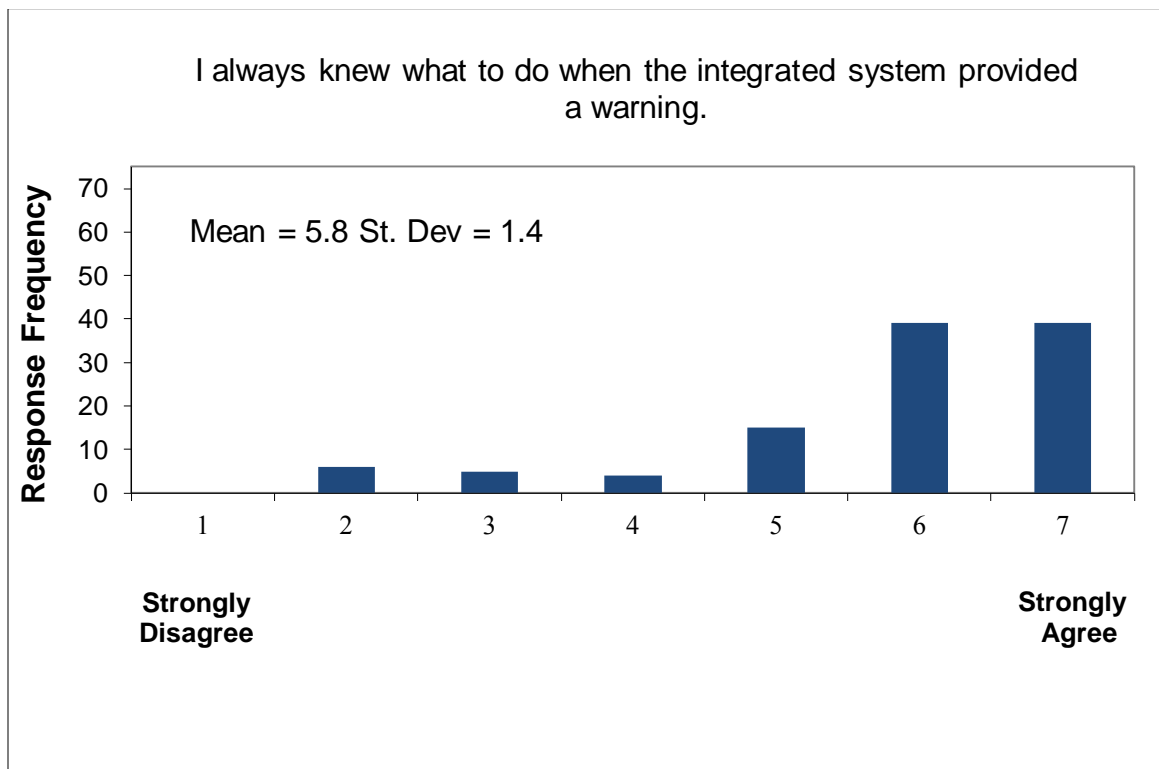 I always knew what to do when the integrated system provided
a warning.
Mean = 5.8 St. Dev = 1.4
Response Frequency
70
60
50
40
30
20
10
0
1 2 3 4 5 6 7
Strongly
Disagree
Strongly
Agree